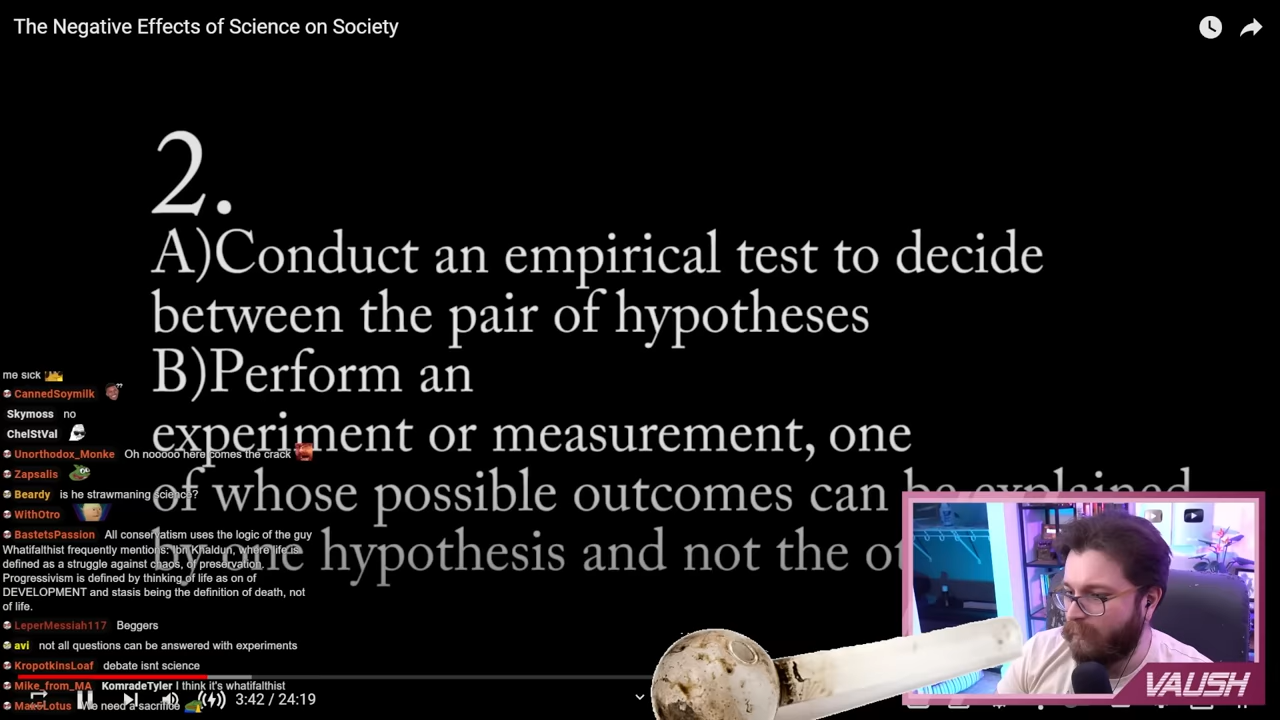 The Negative Effects of Science on Society
2.
A)Conduct an empirical test to decide
between the pair of hypotheses
B)Perform an
experiment or measurement, one
of whose possible outcomes can be explained
hypothesis and not the
me sick
CannedSoymilk
Skymoss no
ChelStVal
Unorthodox_Monke Oh nooooo here comes the crack
Zapsalis
Beardy is he strawmaning science?
WithOtro
BastetsPassion All conservatism uses the logic of the guy
Whatifalthist frequently mentions: Ibn Khaldun, where life is
defined as a struggle against chaos, of preservation.
Progressivism is defined by thinking of life as on of
DEVELOPMENT and stasis being the definition of death, not
of life.
LeperMessiah117 Beggers
avi not all questions can be answered with experiments
KropotkinsLoaf debate isnt science
Mike_from_MA KomradeTyler I think it's whatifalthist
We need a sacrifice
3:42 / 24:19
VAUSH